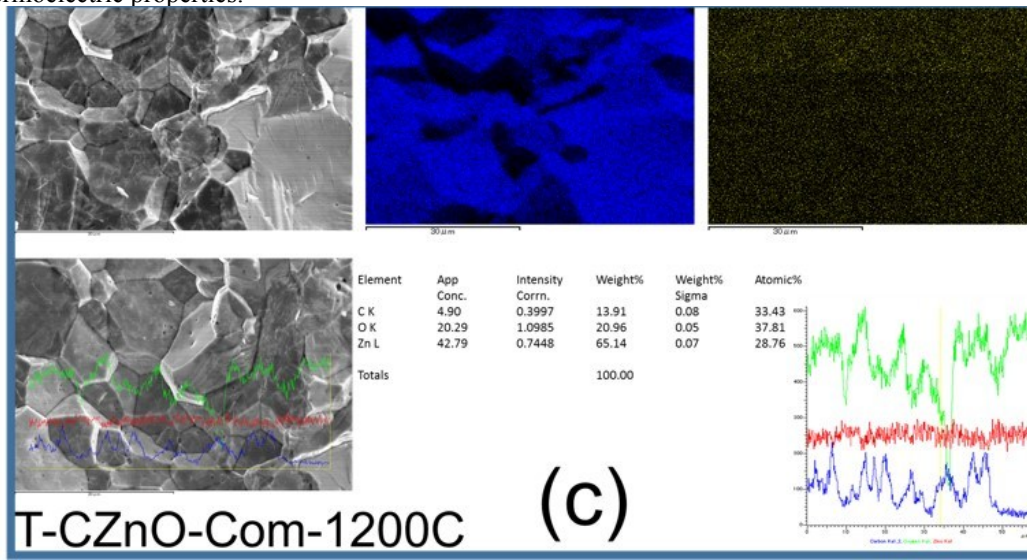 30 µm
30 µm
Element App Conc. Intensity Corrn. Weight% Weight% Sigma Atomic%
C K 4.90 0.3997 13.91 0.08 33.43
O K 20.29 1.0985 20.96 0.05 37.81
Zn L 42.79 0.7448 65.14 0.07 28.76
Totals 100.00
T-CZnO-Com-1200C
(c)